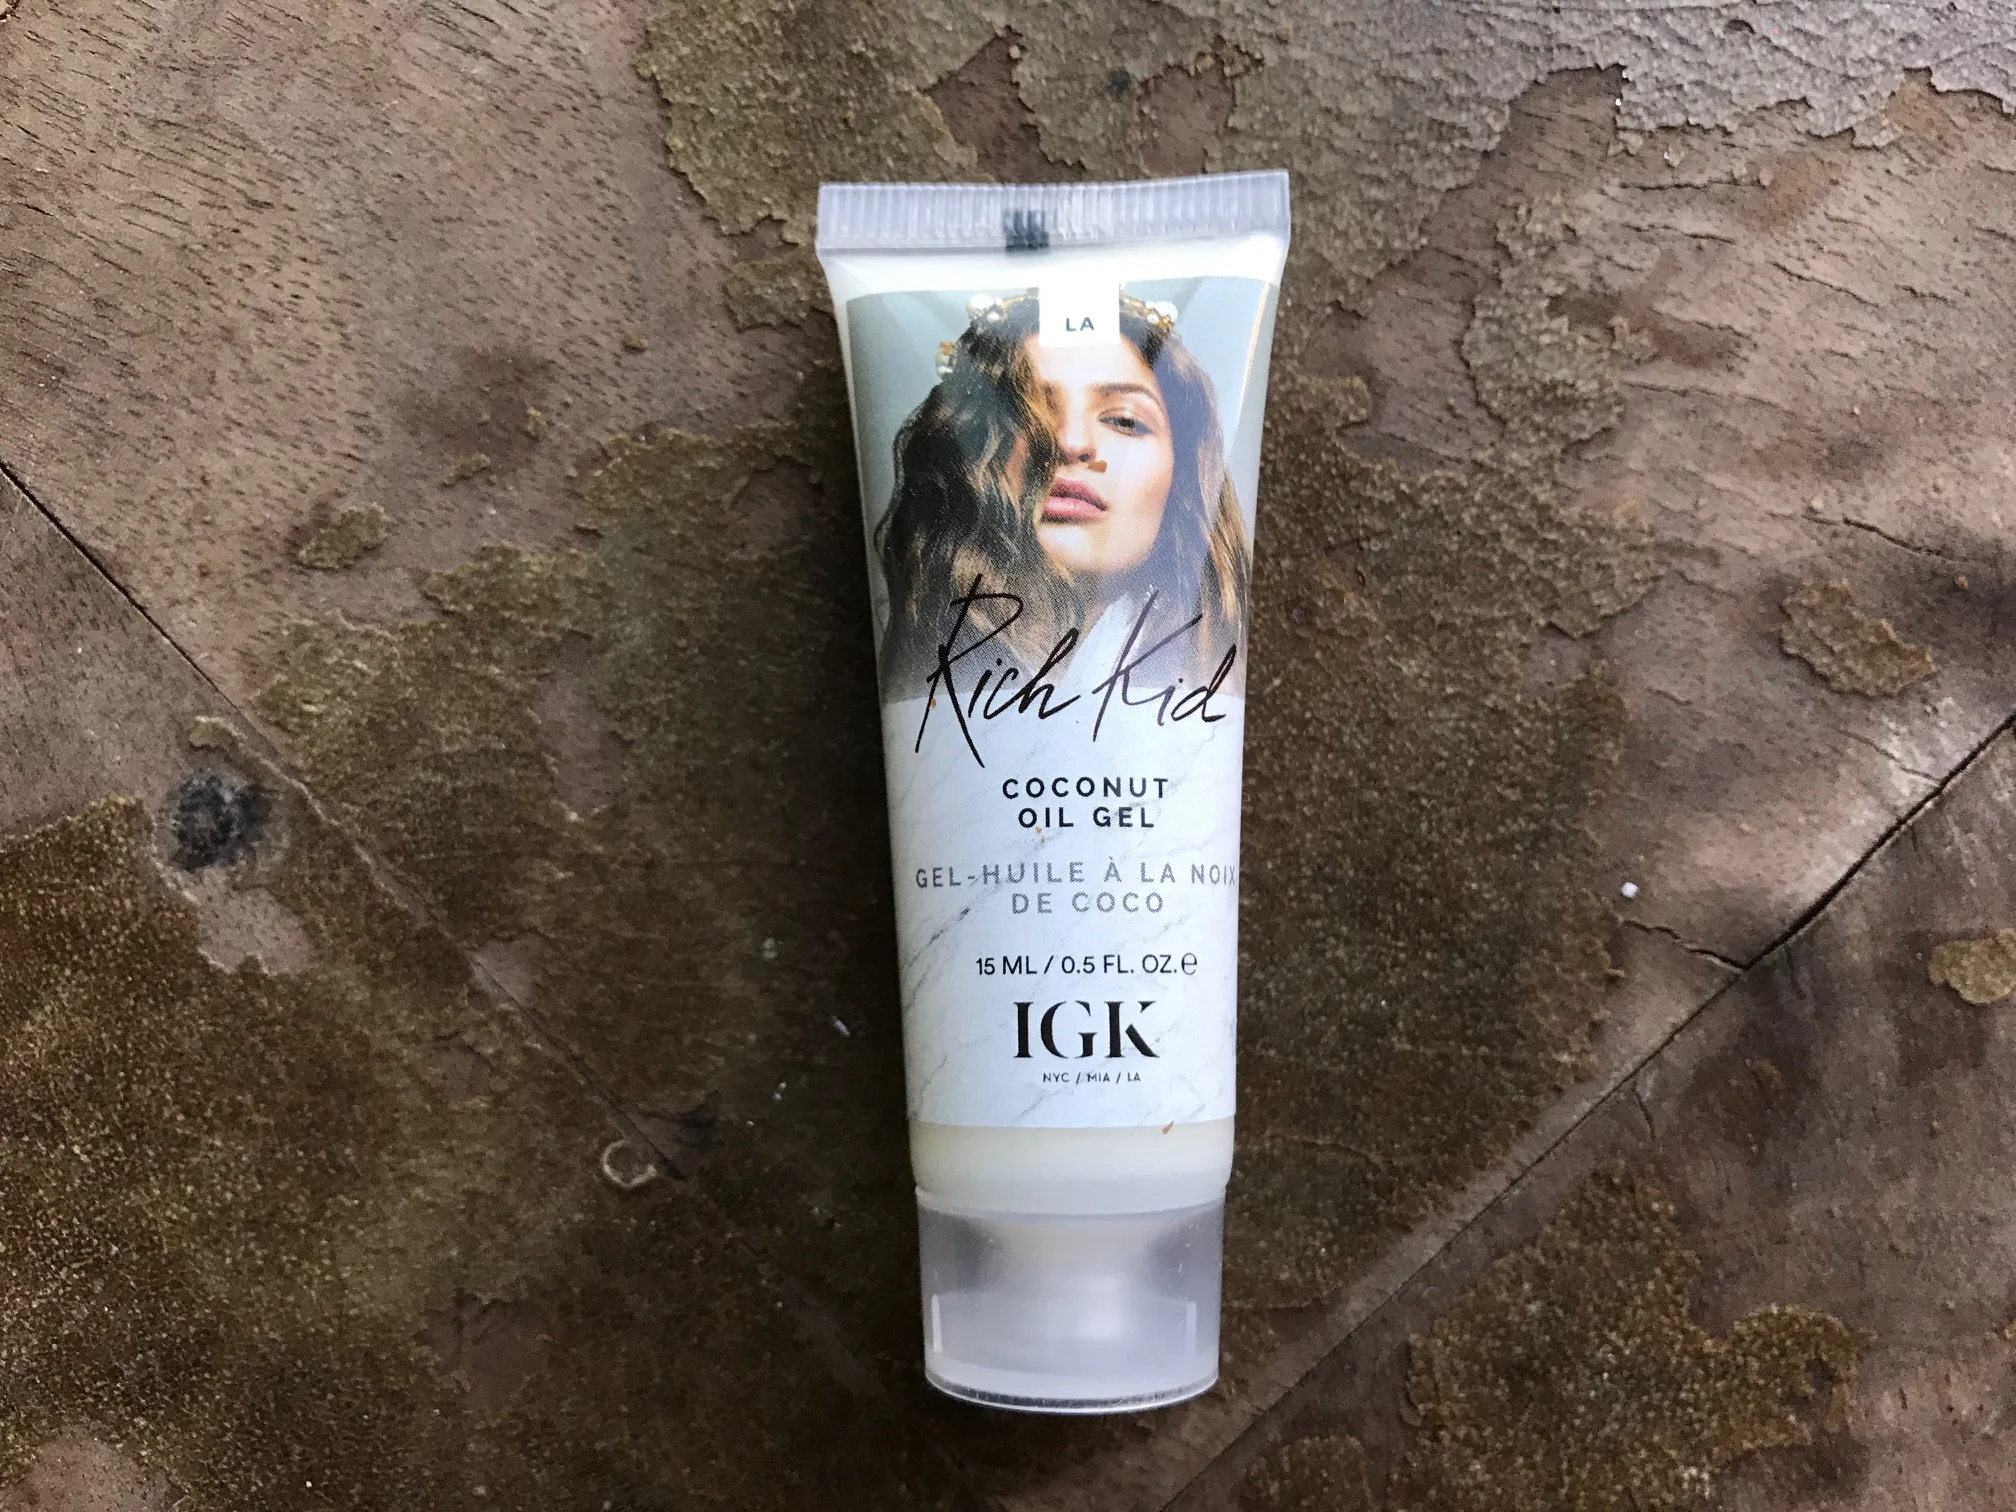 LA
Rich Kid
COCONUT
OIL GEL
GEL-HUILE À LA NOIX
DE COCO
15 ML / 0.5 FL. OZ. ℮
IGK
NYC / MIA / LA